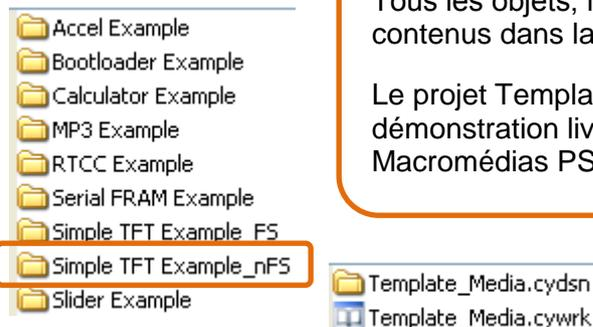 Accel Example
Bootloader Example
Calculator Example
MP3 Example
RTCC Example
Serial FRAM Example
Simple TFT Example_FS
Simple TFT Example_nFS
Slider Example
contenus dans la
Le projet Templa
démonstration liv
Macromédias PS
Template_Media.cydsn
Template_Media.cywrk